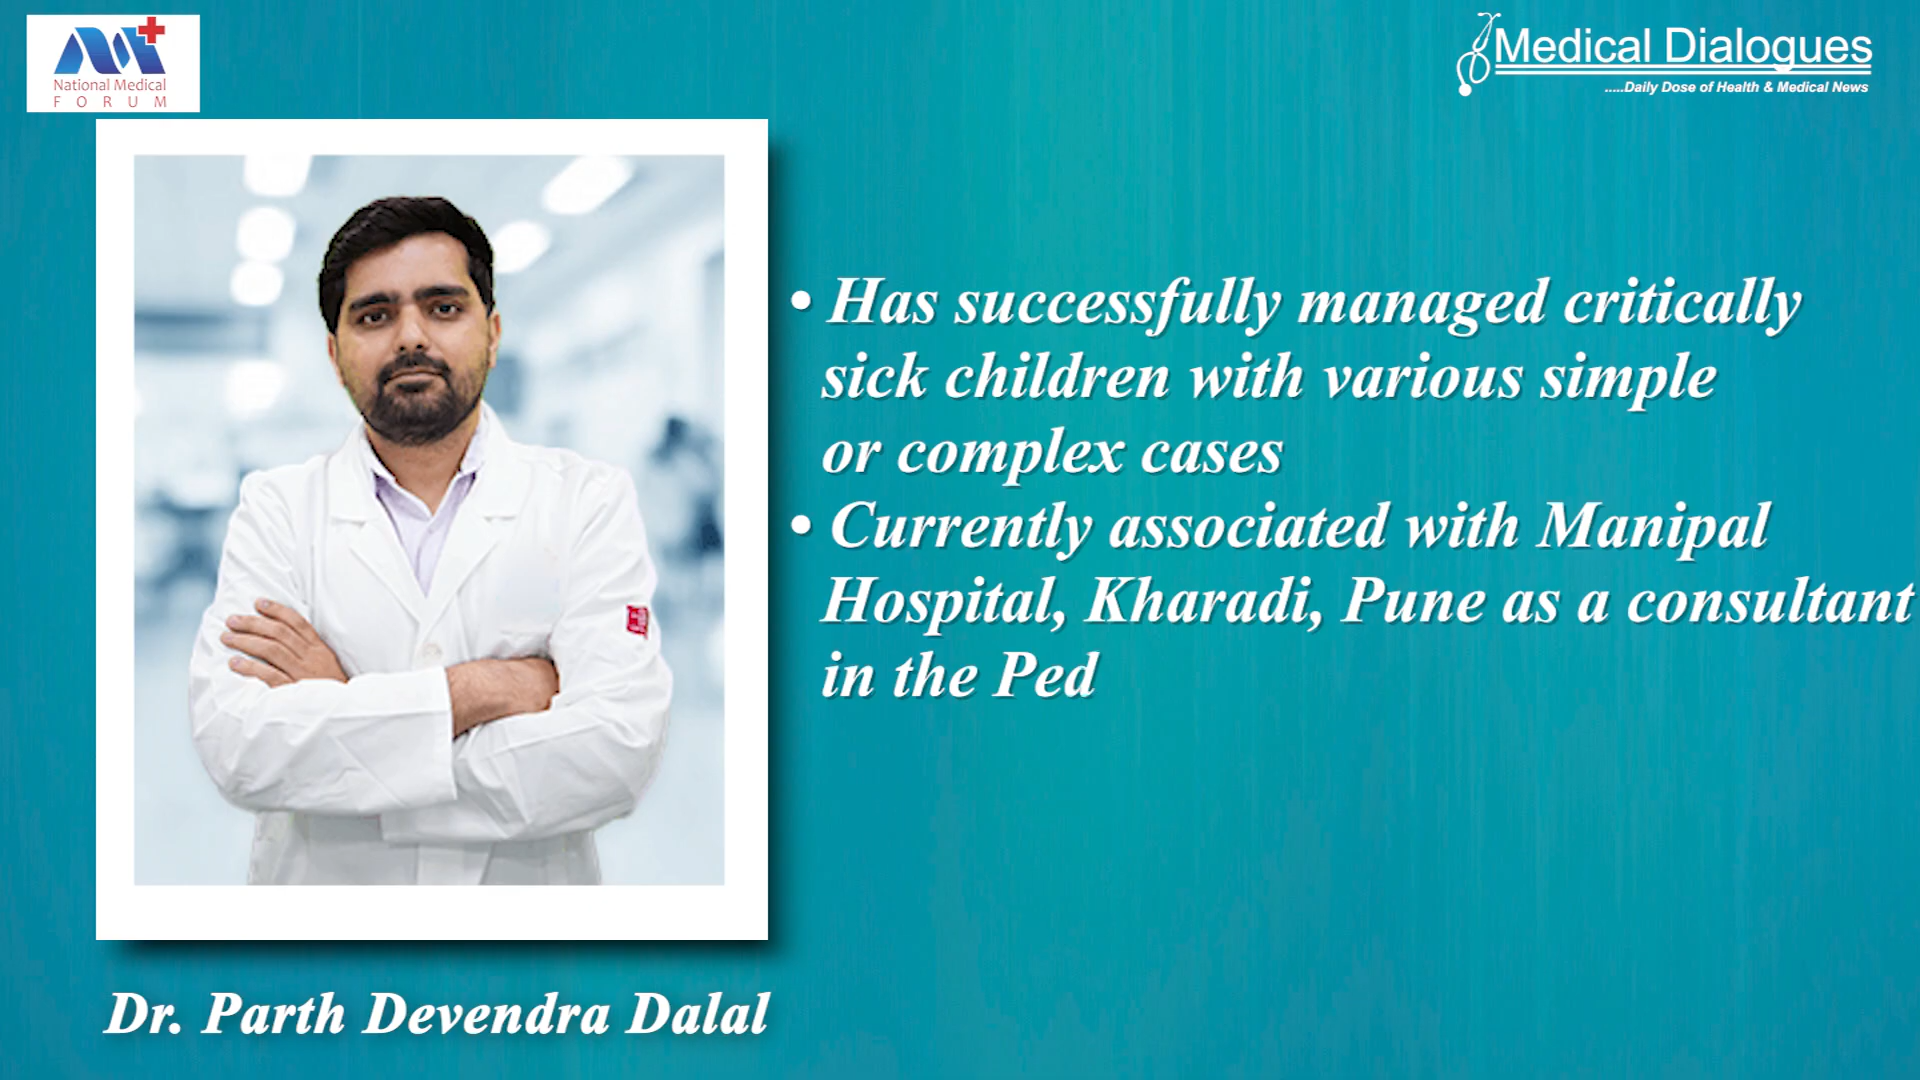 National Medical
FORUM
Medical Dialogues
.....Daily Dose of Health & Medical News
• Has successfully managed critically
sick children with various simple
or complex cases
• Currently associated with Manipal
Hospital, Kharadi, Pune as a consultant
in the Ped
Dr. Parth Devendra Dalal